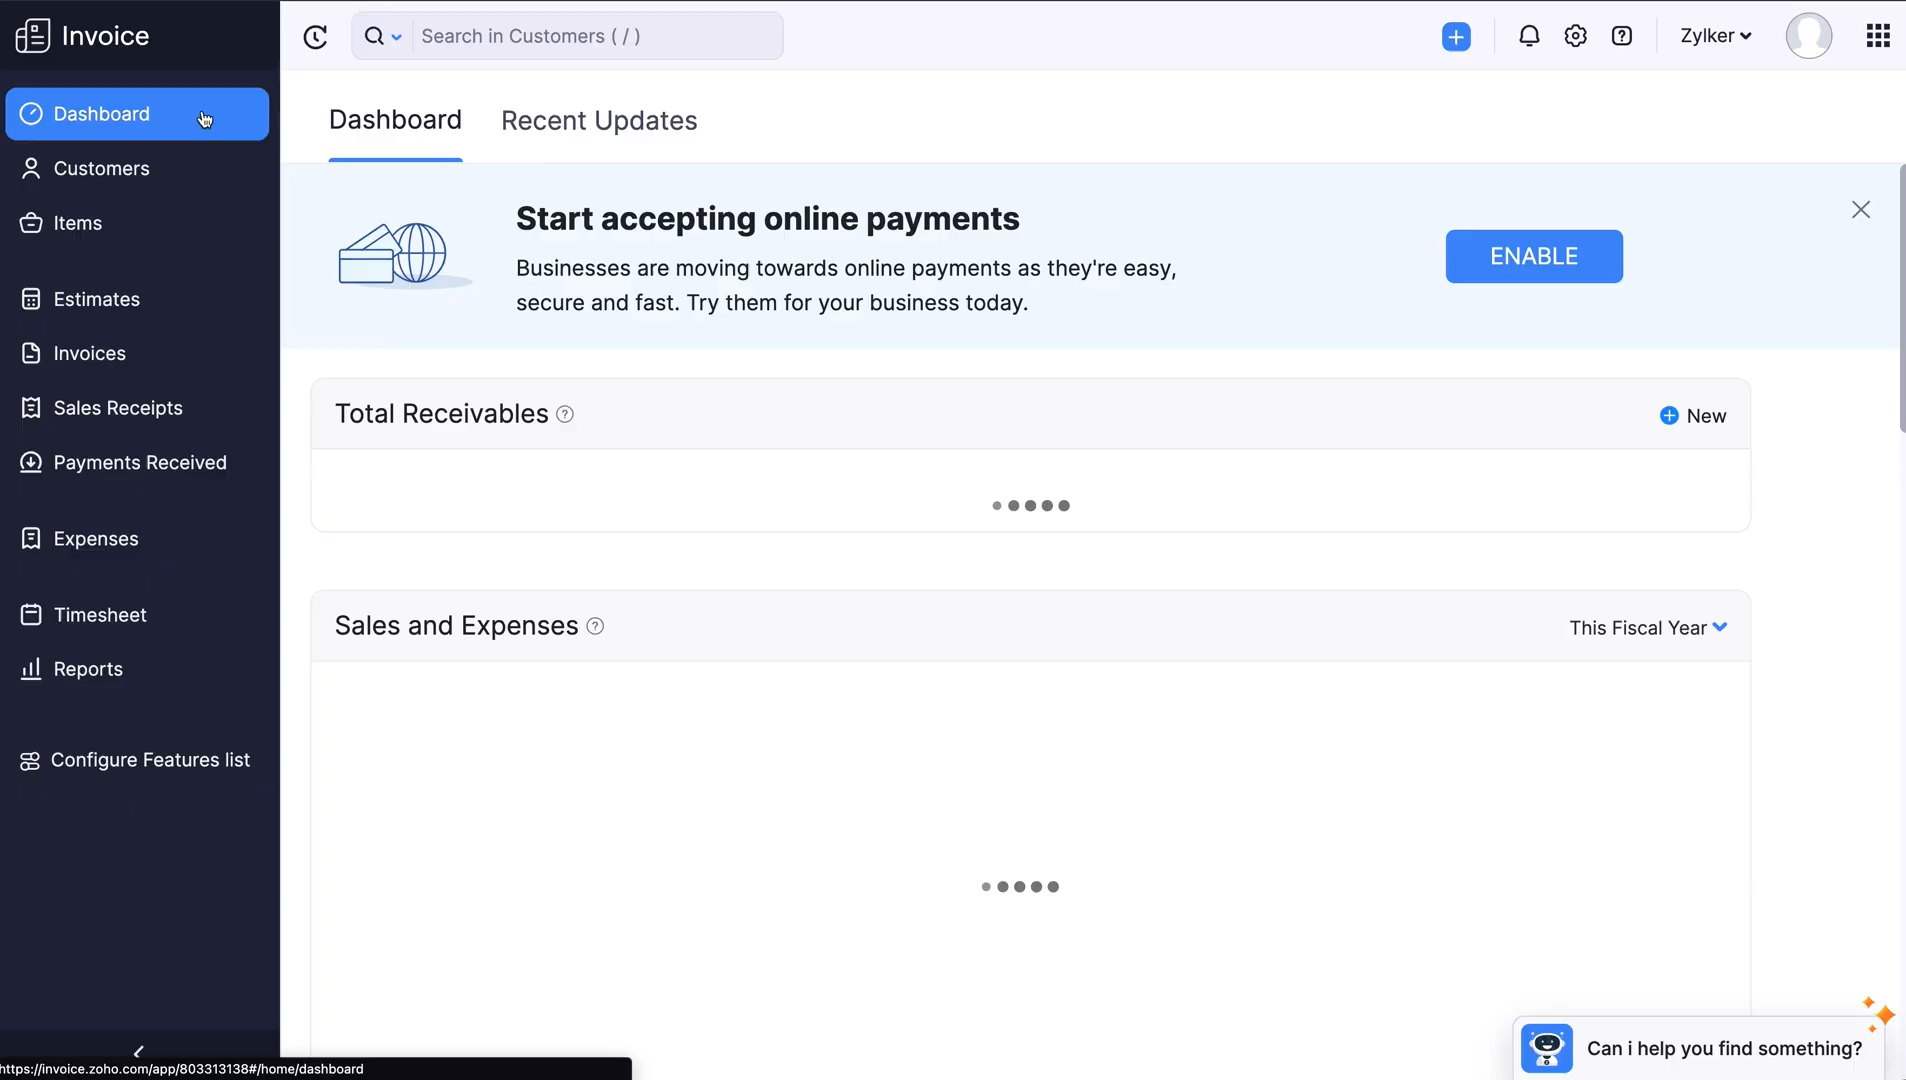 Invoice
Search in Customers ( / )
Zylker
Dashboard
Customers
Items
Estimates
Invoices
Sales Receipts
Payments Received
Expenses
Timesheet
Reports
Configure Features list
https://invoice.zoho.com/app/803313138#/home/dashboard
Dashboard
Recent Updates
Start accepting online payments
Businesses are moving towards online payments as they're easy,
secure and fast. Try them for your business today.
ENABLE
Total Receivables
New
Sales and Expenses
This Fiscal Year
Can i help you find something?